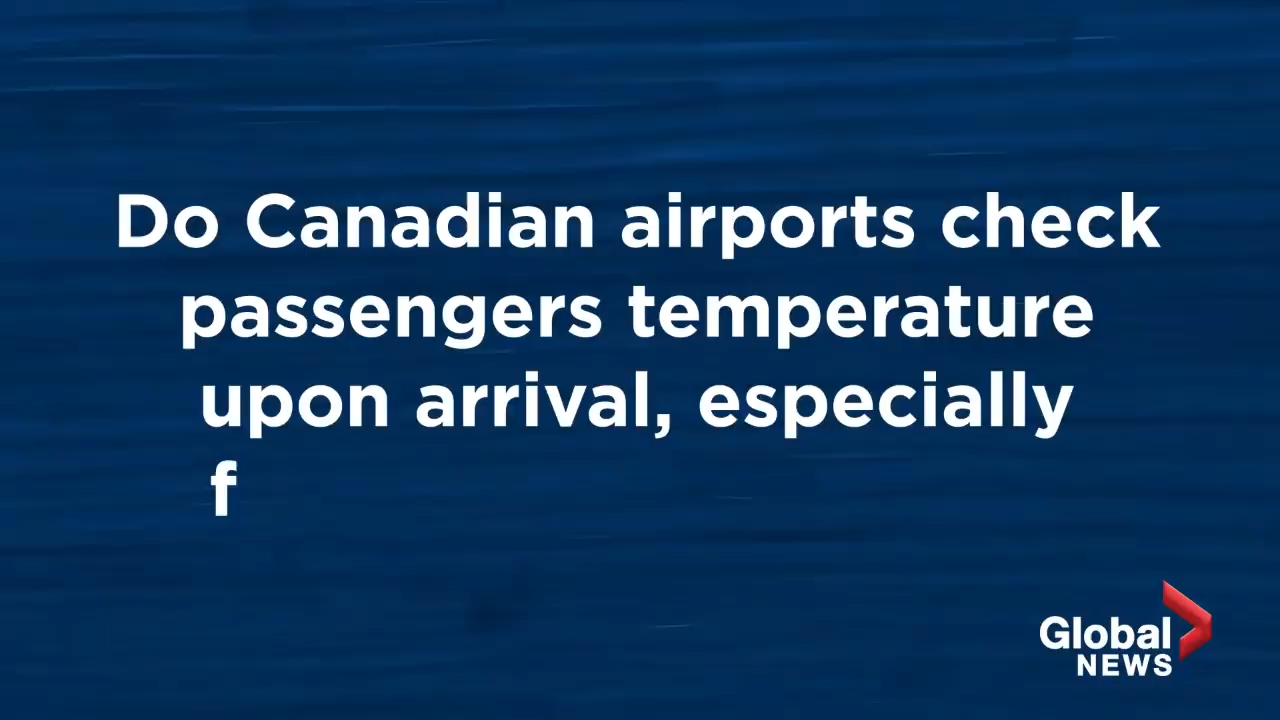 Do Canadian airports check
passengers temperature
upon arrival, especially
f
Global
NEWS